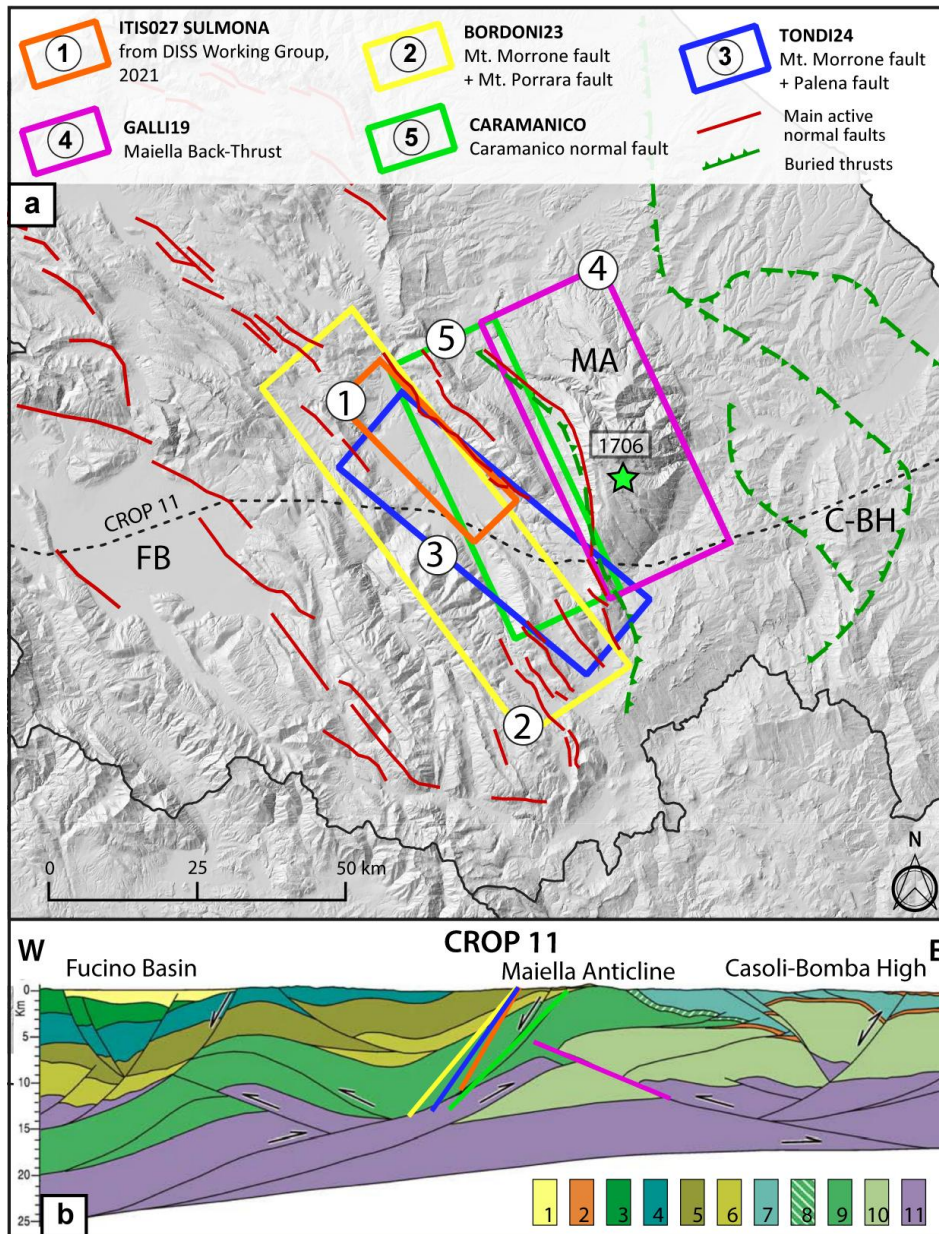 1
ITIS027 SULMONA
from DISS Working Group,
2021
2
BORDONI23
Mt. Morrone fault
+ Mt. Porrara fault
3
TONDI24
Mt. Morrone fault
+ Palena fault
4
GALLI19
Maiella Back-Thrust
5
CARAMANICO
Caramanico normal fault
Main active
normal faults
Buried thrusts
a
4
5
MA
1
1706
CROP 11
C-BH
FB
3
2
0 25 50 km
N
CROP 11
W E
Fucino Basin Maiella Anticline Casoli-Bomba High
Km
0
5
10
15
20
25
b
1 2 3 4 5 6 7 8 9 10 11